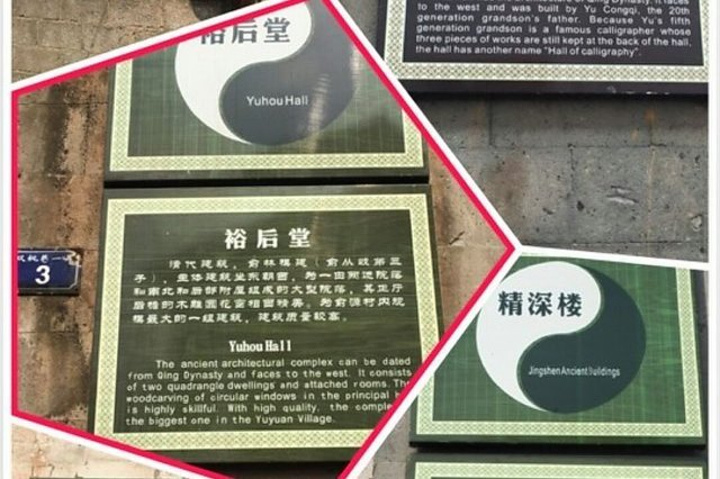 裕后堂
Yuhou Hall
to the west and was built by Yu Congqi, the 20th
generation grandson's father. Because Yu's fifth
generation grandson is a famous calligrapher whose
three pieces of works are still kept at the back of the hall,
the hall has another name "Hall of calligraphy".
3
裕后堂
清代建筑，俞林模建（俞从岐第三
子），主体建筑坐东朝西，为一由两进院落
和南北和后部附屋组成的大型院落，其正厅
后檐的木雕圆花窗相当精美。为俞源村内规
模最大的一组建筑，建筑质量较高。
Yuhou Hall
The ancient architectural complex can be dated
from Qing Dynasty and faces to the west. It consists
of two quadrangle dwellings and attached rooms. The
woodcarving of circular windows in the principal
is highly skillful. With high quality, the
the biggest one in the Yuyuan Village.
精深楼
Jingshen Ancient Buildings